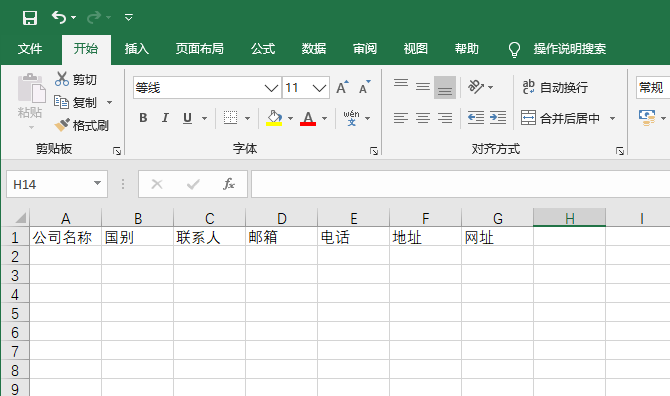 文件 开始 插入 页面布局 公式 数据 审阅 视图 帮助 操作说明搜索
粘贴 剪切 复制 格式刷
剪贴板
等线 11 A A
B I U A wén 文
字体
ab 自动换行
合并后居中
对齐方式
常规
H14 fx
A B C D E F G H I
1 公司名称 国别 联系人 邮箱 电话 地址 网址
2
3
4
5
6
7
8
9